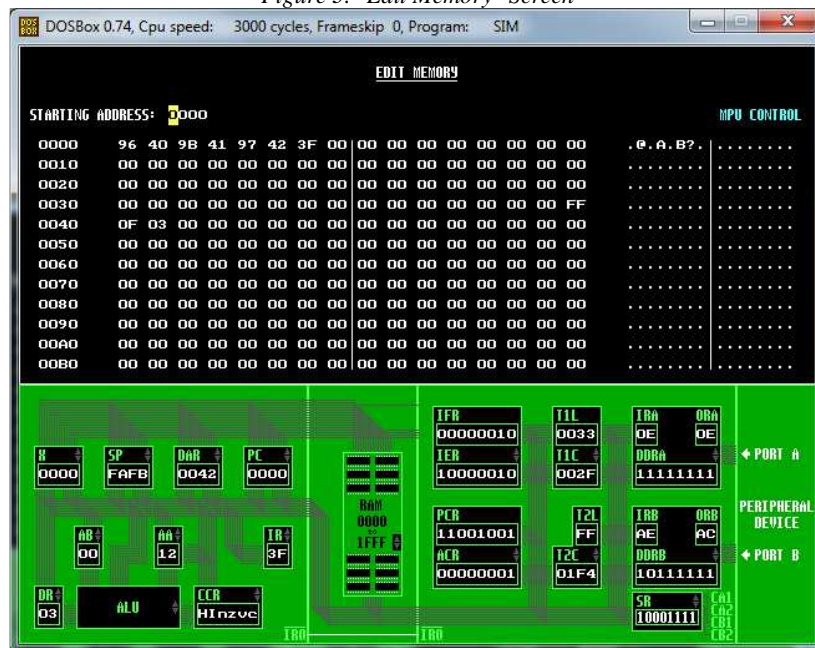 Figure 3. "Edit Memory" Screen
DOSBox 0.74, Cpu speed: 3000 cycles, Frameskip 0, Program: SIM
EDIT MEMORY
STARTING ADDRESS: 0000 MPU CONTROL
0000 96 40 9B 41 97 42 3F 00 00 00 00 00 00 00 00 00 .@.A.B?. ........
0010 00 00 00 00 00 00 00 00 00 00 00 00 00 00 00 00 ........ ........
0020 00 00 00 00 00 00 00 00 00 00 00 00 00 00 00 00 ........ ........
0030 00 00 00 00 00 00 00 00 00 00 00 00 00 00 00 FF ........ ........
0040 0F 03 00 00 00 00 00 00 00 00 00 00 00 00 00 00 ........ ........
0050 00 00 00 00 00 00 00 00 00 00 00 00 00 00 00 00 ........ ........
0060 00 00 00 00 00 00 00 00 00 00 00 00 00 00 00 00 ........ ........
0070 00 00 00 00 00 00 00 00 00 00 00 00 00 00 00 00 ........ ........
0080 00 00 00 00 00 00 00 00 00 00 00 00 00 00 00 00 ........ ........
0090 00 00 00 00 00 00 00 00 00 00 00 00 00 00 00 00 ........ ........
00A0 00 00 00 00 00 00 00 00 00 00 00 00 00 00 00 00 ........ ........
00B0 00 00 00 00 00 00 00 00 00 00 00 00 00 00 00 00 ........ ........
IFR T1L IRA ORA
00000010 0033 0E 0E
X SP DAR PC IER T1C DDRA PORT A
0000 FAFB 0042 0000 10000010 002F 11111111
RAM
0000
to
1FFF
PCR T2L IRB ORB PERIPHERAL
11001001 FF AE AC DEVICE
AB AA IR ACR T2C DDRB PORT B
00 12 3F 00000001 01F4 10111111
DR ALU CCR SR CA1
03 HInzvc 10001111 CA2
CB1
IRQ IRQ CB2